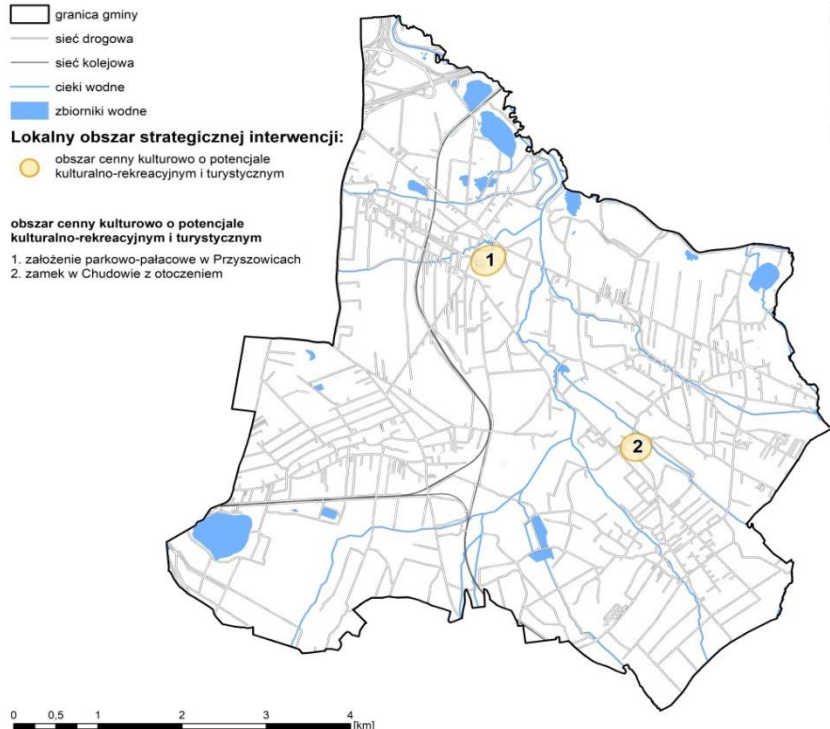 granica gminy
sieć drogowa
sieć kolejowa
cieki wodne
zbiorniki wodne
Lokalny obszar strategicznej interwencji:
obszar cenny kulturowo o potencjale
kulturalno-rekreacyjnym i turystycznym
obszar cenny kulturowo o potencjale
kulturalno-rekreacyjnym i turystycznym
1. założenie parkowo-pałacowe w Przyszowicach
2. zamek w Chudowie z otoczeniem
1
2
0 0,5 1 2 3 4
[km]